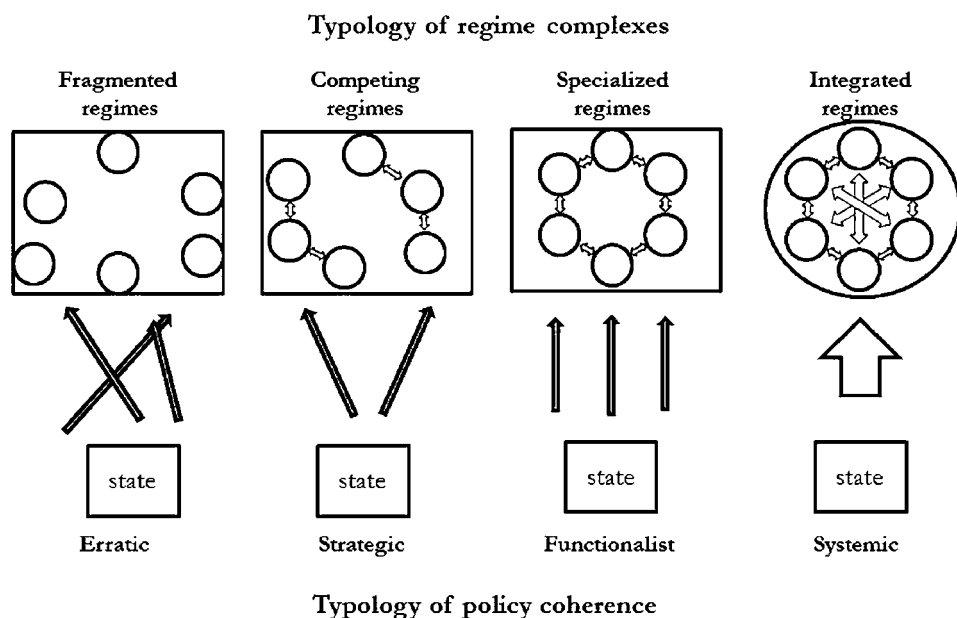 Typology of regime complexes
Fragmented
regimes
Competing
regimes
Specialized
regimes
Integrated
regimes
state
state
state
state
Erratic
Strategic
Functionalist
Systemic
Typology of policy coherence